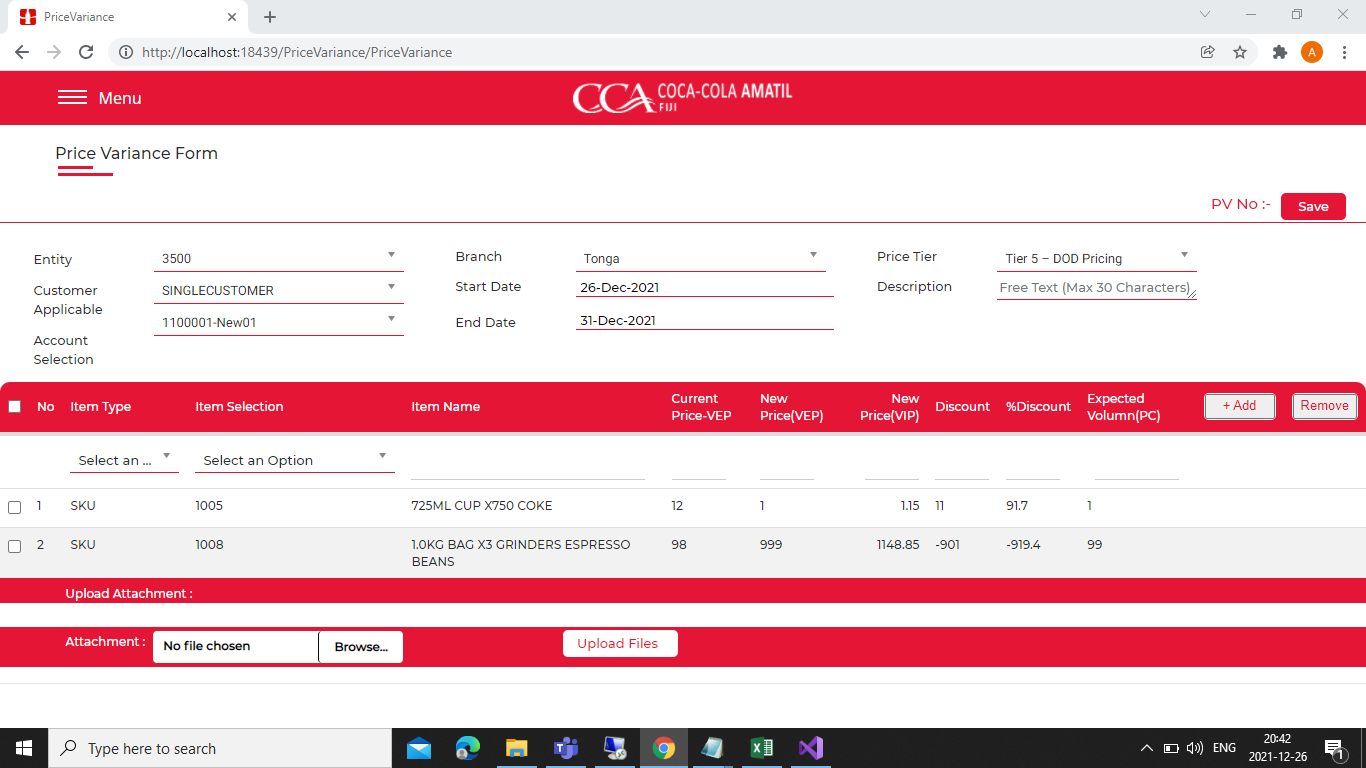 PriceVariance
http://localhost:18439/PriceVariance/PriceVariance
A
Menu
CCA COCA-COLA AMATIL
FIJI
Price Variance Form
PV No :- Save
Entity 3500 Branch Tonga Price Tier Tier 5 – DOD Pricing
Customer Applicable SINGLECUSTOMER Start Date 26-Dec-2021 Description Free Text (Max 30 Characters)
1100001-New01 End Date 31-Dec-2021
Account
Selection
No Item Type Item Selection Item Name Current Price-VEP New Price(VEP) New Price(VIP) Discount %Discount Expected Volumn(PC) + Add Remove
Select an ... Select an Option
1 SKU 1005 725ML CUP X750 COKE 12 1 1.15 11 91.7 1
2 SKU 1008 1.0KG BAG X3 GRINDERS ESPRESSO BEANS 98 999 1148.85 -901 -919.4 99
Upload Attachment :
Attachment : No file chosen Browse... Upload Files
Type here to search
ENG 20:42
2021-12-26
1